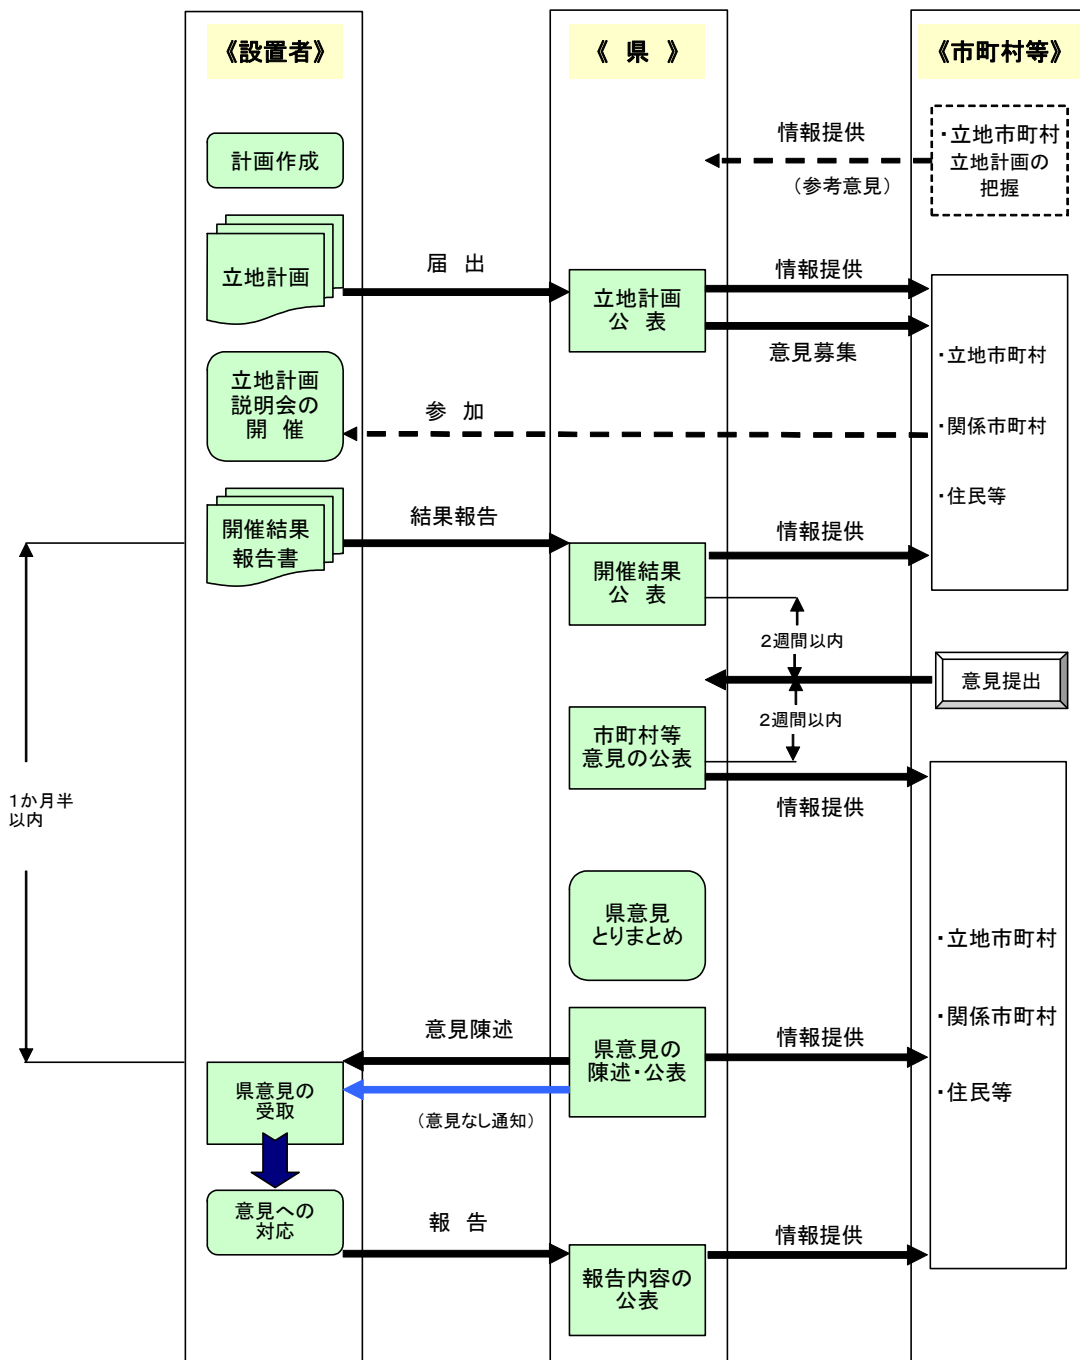 《設置者》
《 県 》
《市町村等》
計画作成
情報提供
(参考意見)
・立地市町村
立地計画の
把握
立地計画
届 出
立地計画
公 表
情報提供
意見募集
・立地市町村
・関係市町村
・住民等
立地計画
説明会の
開 催
参 加
開催結果
報告書
結果報告
開催結果
公 表
情報提供
2週間以内
意見提出
2週間以内
市町村等
意見の公表
情報提供
1か月半
以内
県意見
とりまとめ
・立地市町村
・関係市町村
・住民等
意見陳述
県意見の
陳述・公表
情報提供
県意見の
受取
(意見なし通知)
意見への
対応
報 告
報告内容の
公表
情報提供